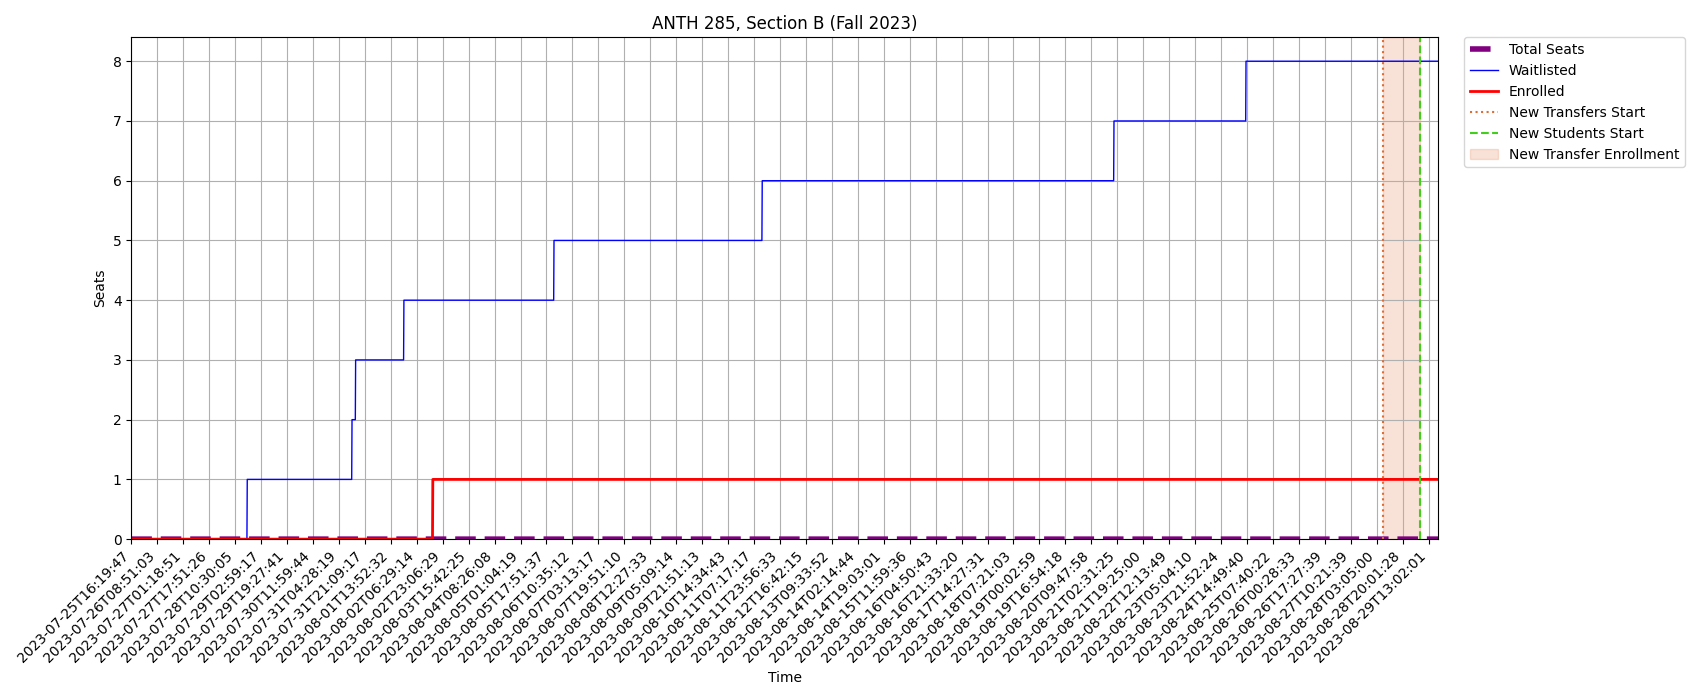 ANTH 285, Section B (Fall 2023)
Total Seats
Waitlisted
Enrolled
New Transfers Start
New Students Start
New Transfer Enrollment
Seats
8
7
6
5
4
3
2
1
0
2023-07-25T16:19:47
2023-07-26T08:51:03
2023-07-27T01:18:51
2023-07-27T17:51:26
2023-07-28T10:30:05
2023-07-29T02:59:17
2023-07-29T19:27:41
2023-07-30T11:59:44
2023-07-31T04:28:19
2023-07-31T21:09:17
2023-08-01T13:52:32
2023-08-02T06:29:14
2023-08-02T23:06:29
2023-08-03T15:42:25
2023-08-04T08:26:08
2023-08-05T01:04:19
2023-08-05T17:51:37
2023-08-06T10:35:12
2023-08-07T03:13:17
2023-08-07T19:51:10
2023-08-08T12:27:33
2023-08-09T05:09:14
2023-08-09T21:51:13
2023-08-10T14:34:43
2023-08-11T07:17:17
2023-08-11T23:56:33
2023-08-12T16:42:15
2023-08-13T09:33:52
2023-08-14T02:14:44
2023-08-14T19:03:01
2023-08-15T11:59:36
2023-08-16T04:50:43
2023-08-16T21:33:20
2023-08-17T14:27:31
2023-08-18T07:21:03
2023-08-19T00:02:59
2023-08-19T16:54:18
2023-08-20T09:47:58
2023-08-21T02:31:25
2023-08-21T19:25:00
2023-08-22T12:13:49
2023-08-23T05:04:10
2023-08-23T21:52:24
2023-08-24T14:49:40
2023-08-25T07:40:22
2023-08-26T00:28:33
2023-08-26T17:27:39
2023-08-27T10:21:39
2023-08-28T03:05:00
2023-08-28T20:01:28
2023-08-29T13:02:01
Time